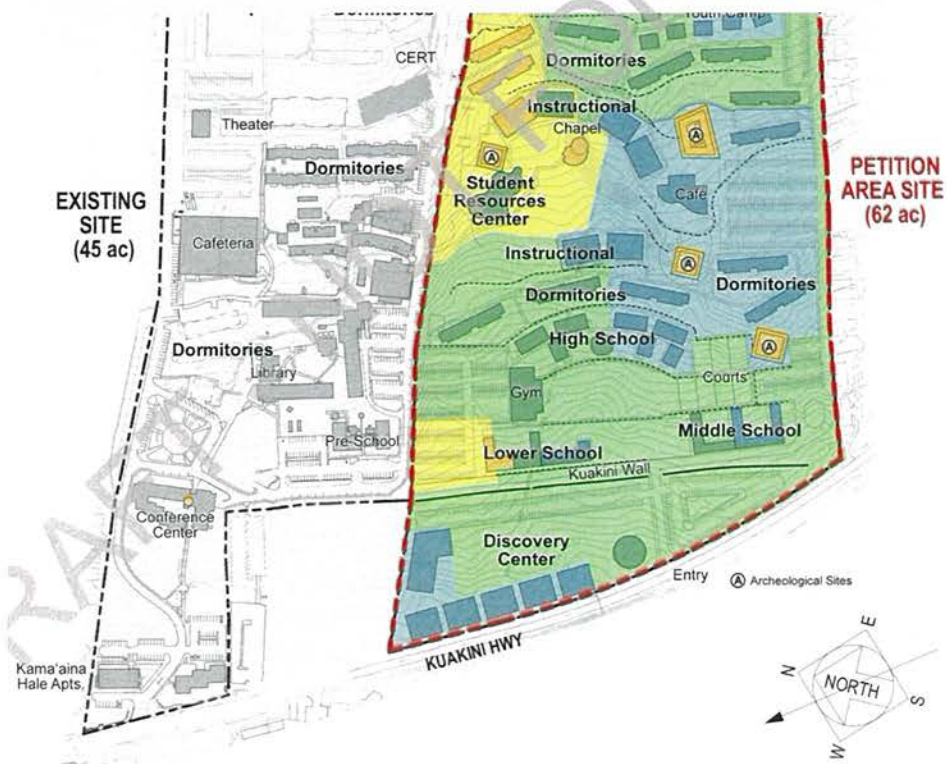 Dormitories
Youth Camp
CERT
Dormitories
Theater
Instructional
Chapel
Ⓐ
Ⓐ
Dormitories
Student
Resources
Center
Café
PETITION
AREA SITE
(62 ac)
EXISTING
SITE
(45 ac)
Cafeteria
Instructional
Ⓐ
Dormitories
Dormitories
High School
Ⓐ
Dormitories
Library
Gym
Courts
Pre-School
Lower School
Middle School
Kuakini Wall
Conference
Center
Discovery
Center
Entry
Ⓐ Archeological Sites
KUAKINI HWY
Kama'aina
Hale Apts.
N
E
NORTH
S
W